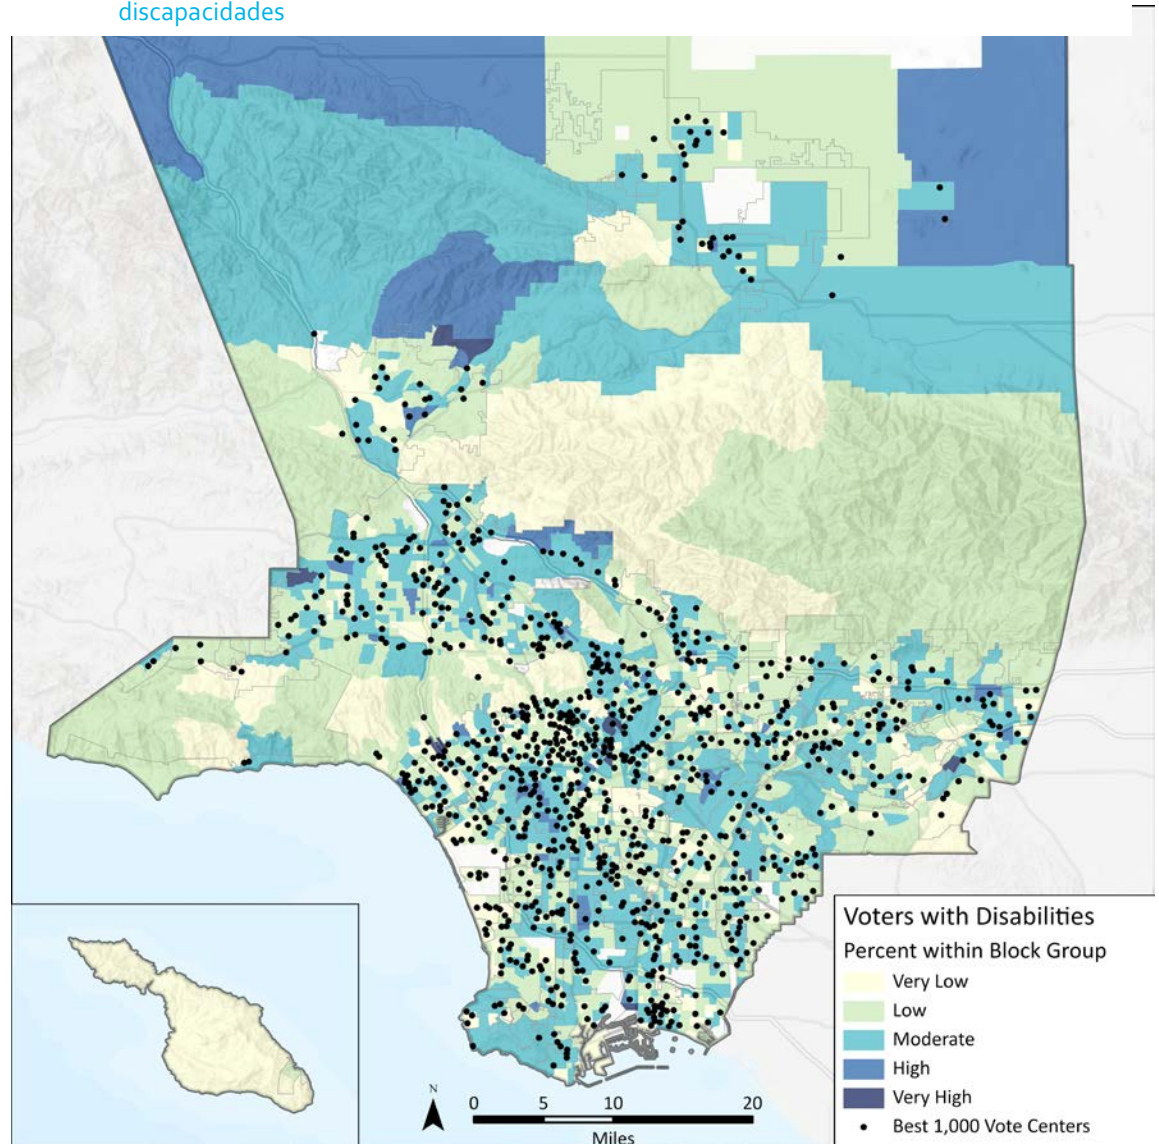 discapacidades
Voters with Disabilities
Percent within Block Group
Very Low
Low
Moderate
High
Very High
Best 1,000 Vote Centers
N
0 5 10 20
Miles